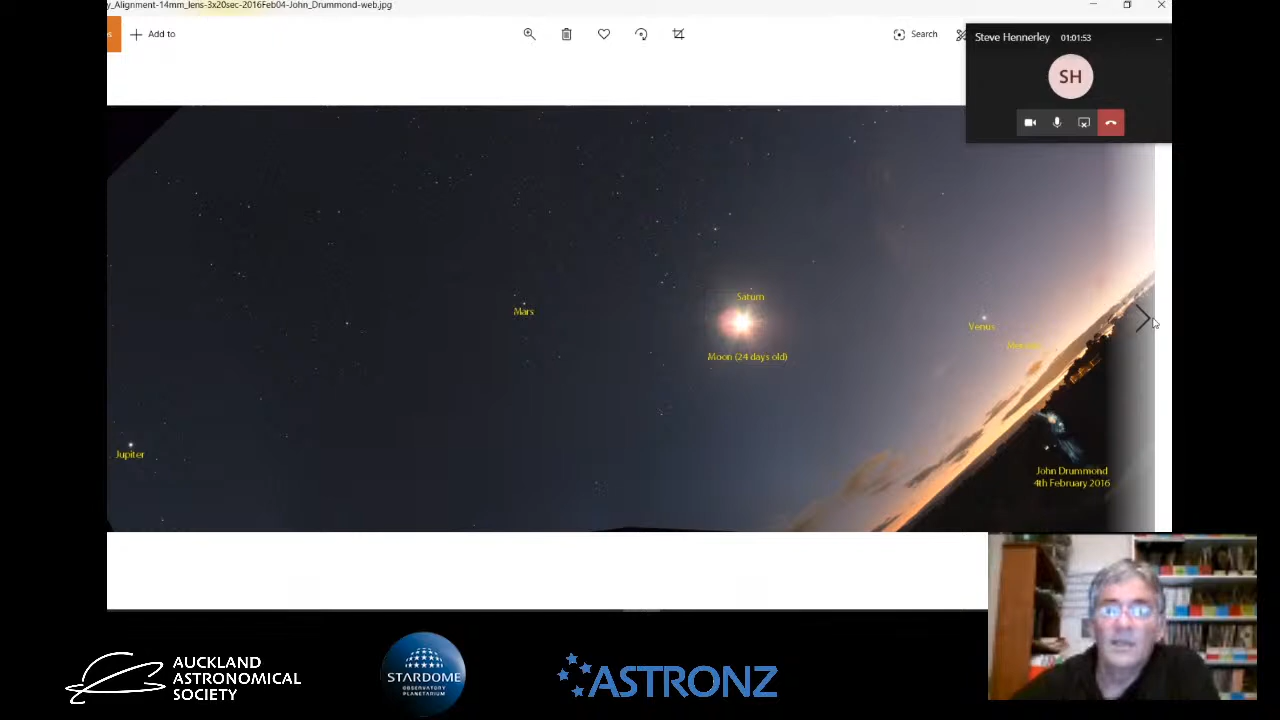 y_Alignment-14mm_lens-3x20sec-2016Feb04-John_Drummond-web.jpg
Add to
Search
Steve Hennerley 01:01:53
SH
Saturn
Mars
Moon (24 days old)
Venus
Jupiter
John Drummond
4th February 2016
AUCKLAND
ASTRONOMICAL
SOCIETY
STARDOME
OBSERVATORY
PLANETARIUM
ASTRONZ